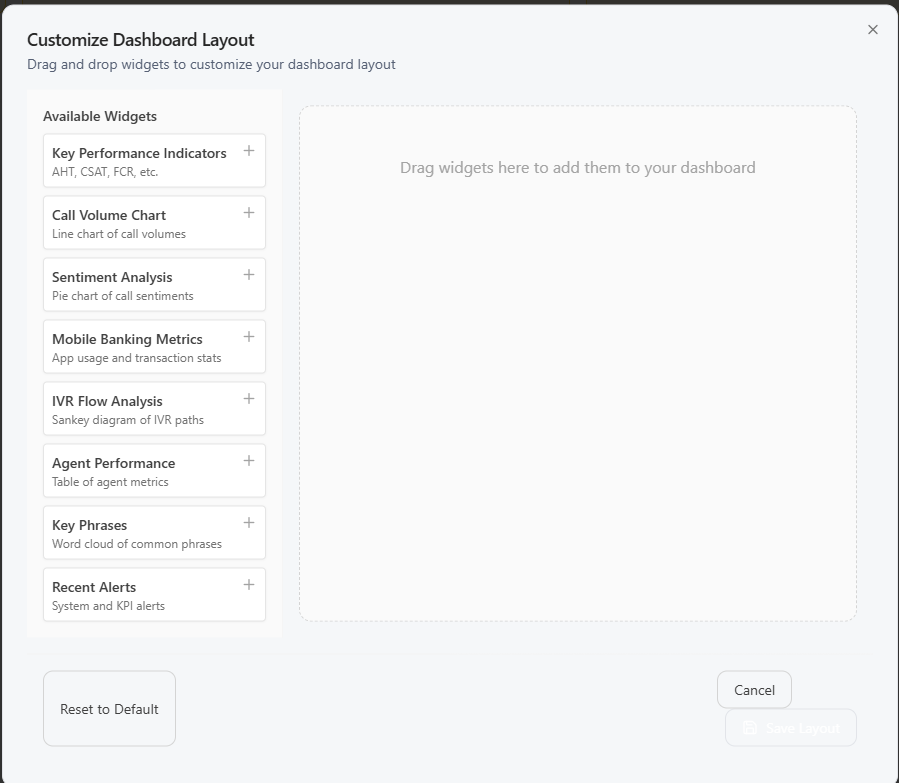 Customize Dashboard Layout
Drag and drop widgets to customize your dashboard layout
Available Widgets
Key Performance Indicators
AHT, CSAT, FCR, etc.
Call Volume Chart
Line chart of call volumes
Sentiment Analysis
Pie chart of call sentiments
Mobile Banking Metrics
App usage and transaction stats
IVR Flow Analysis
Sankey diagram of IVR paths
Agent Performance
Table of agent metrics
Key Phrases
Word cloud of common phrases
Recent Alerts
System and KPI alerts
Drag widgets here to add them to your dashboard
Reset to Default
Cancel
Save Layout